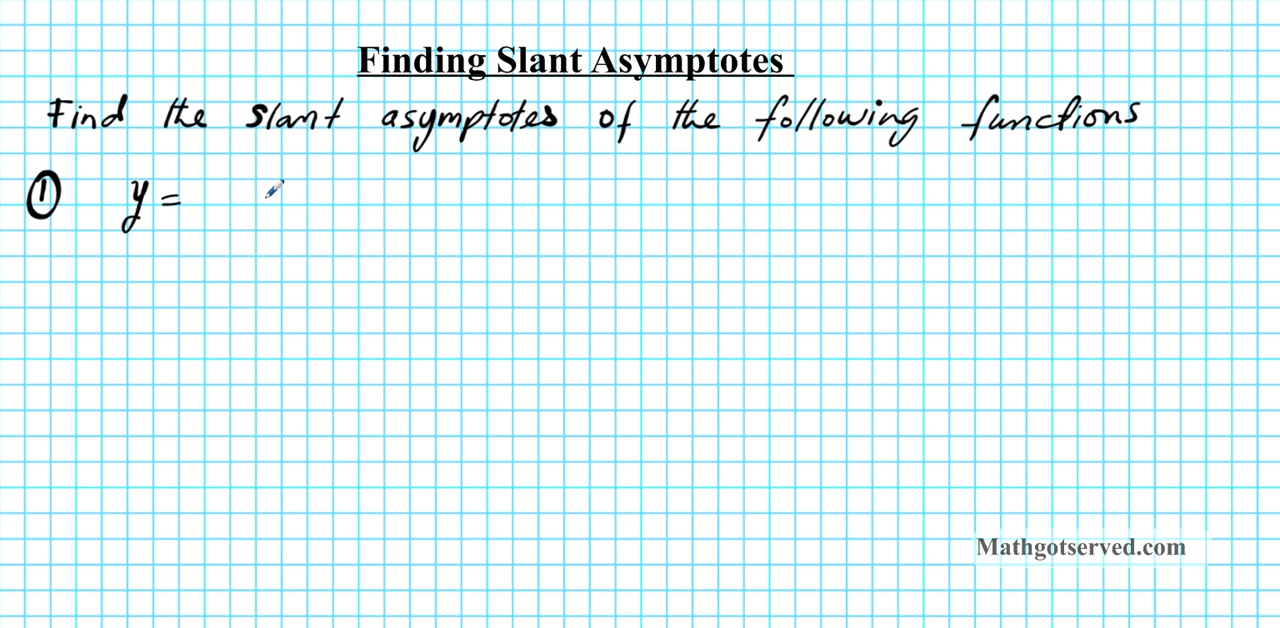 Finding Slant Asymptotes
Find the slant asymptotes of the following functions
① y =
Mathgotserved.com